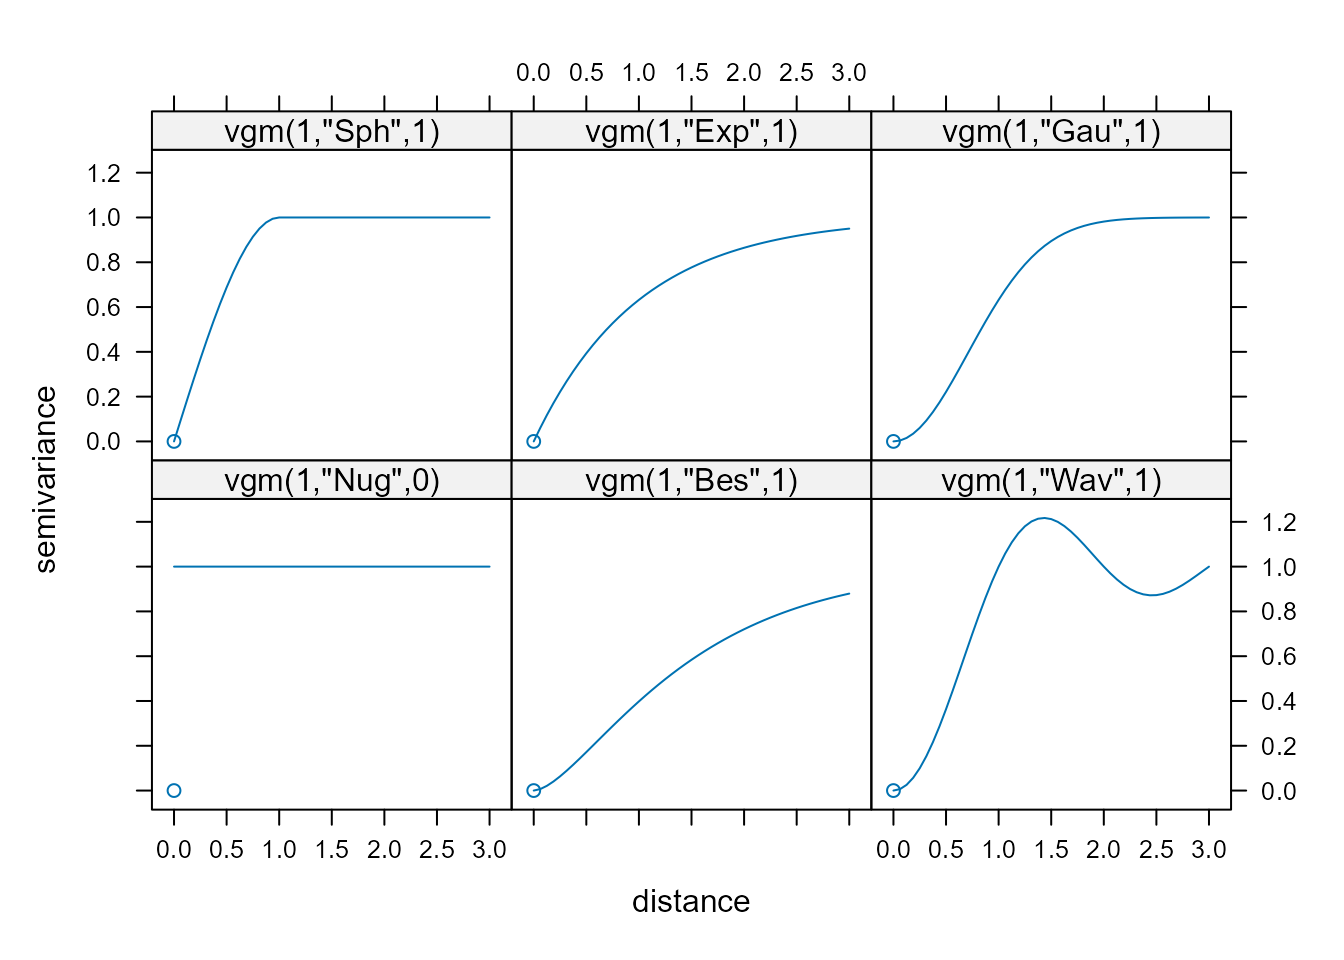 0.0 0.5 1.0 1.5 2.0 2.5 3.0
vgm(1,"Sph",1) vgm(1,"Exp",1) vgm(1,"Gau",1)
1.2
1.0
0.8
0.6
0.4
0.2
0.0
semivariance
vgm(1,"Nug",0) vgm(1,"Bes",1) vgm(1,"Wav",1)
1.2
1.0
0.8
0.6
0.4
0.2
0.0
0.0 0.5 1.0 1.5 2.0 2.5 3.0 0.0 0.5 1.0 1.5 2.0 2.5 3.0
distance